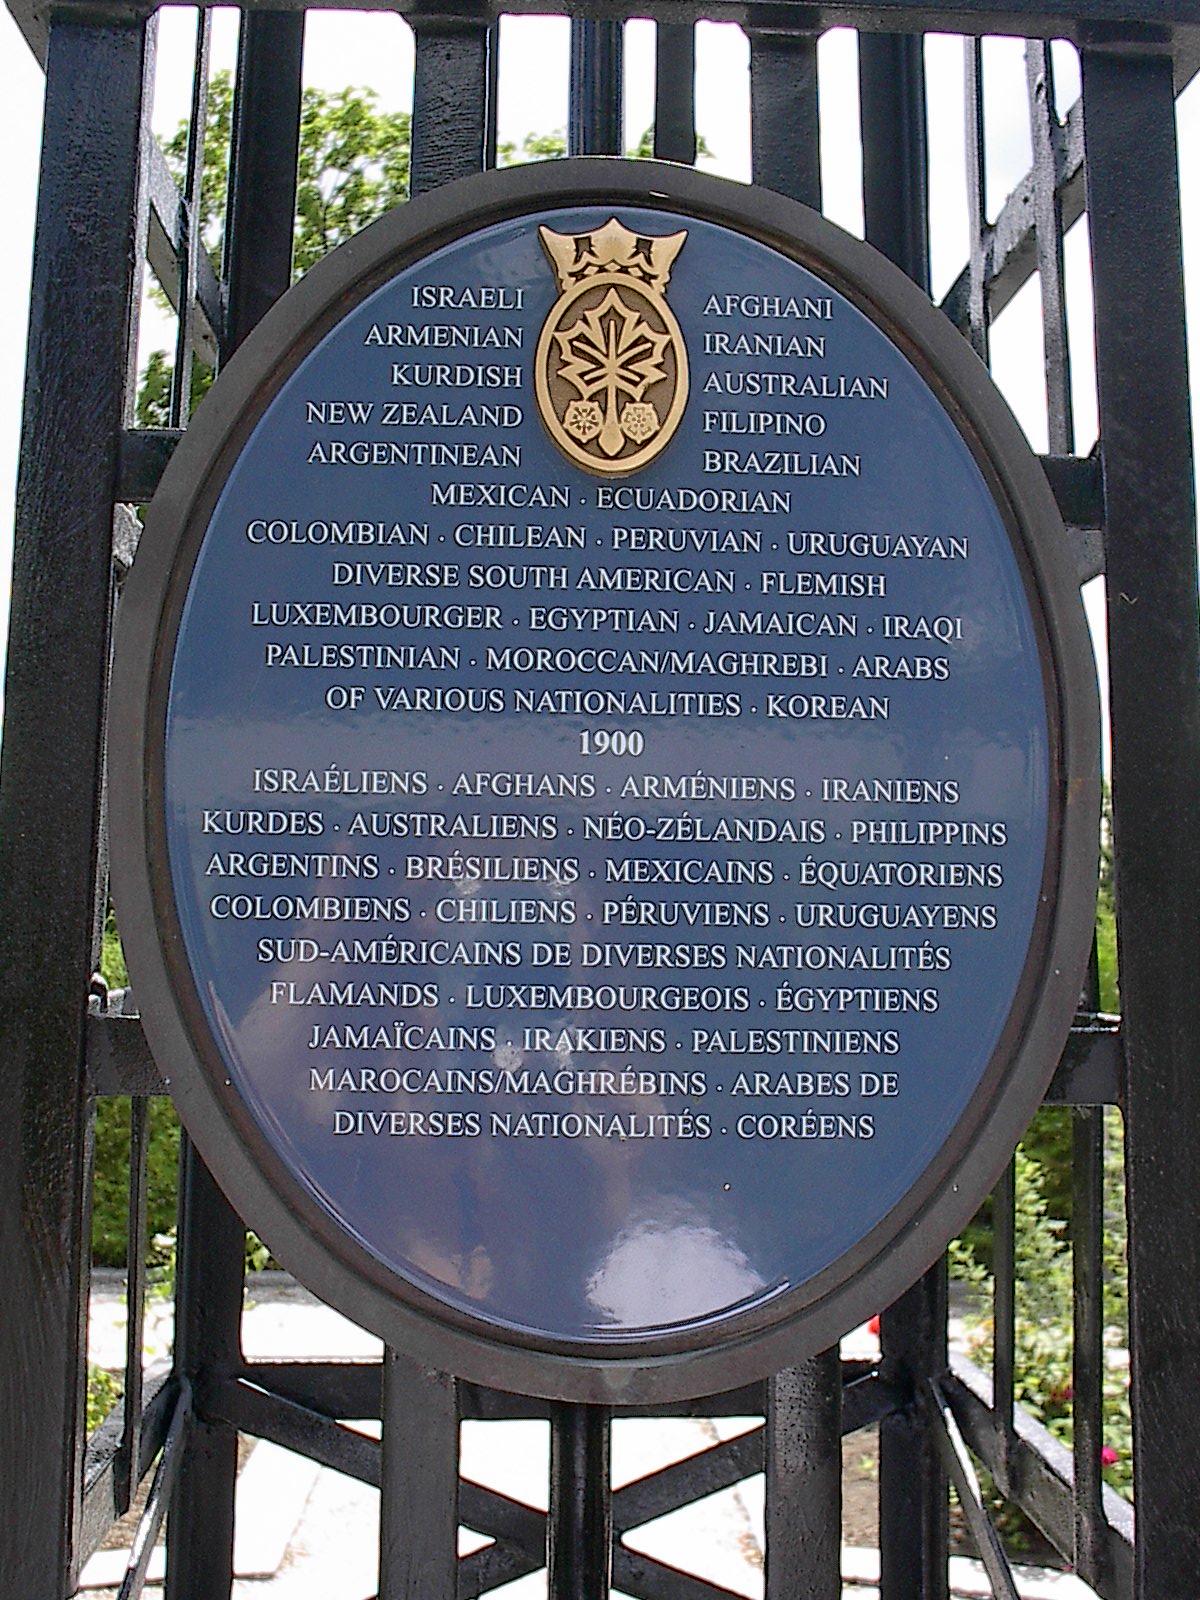 ISRAELI AFGHANI
ARMENIAN IRANIAN
KURDISH AUSTRALIAN
NEW ZEALAND FILIPINO
ARGENTINEAN BRAZILIAN
MEXICAN · ECUADORIAN
COLOMBIAN · CHILEAN · PERUVIAN · URUGUAYAN
DIVERSE SOUTH AMERICAN · FLEMISH
LUXEMBOURGER · EGYPTIAN · JAMAICAN · IRAQI
PALESTINIAN · MOROCCAN/MAGHREBI · ARABS
OF VARIOUS NATIONALITIES · KOREAN
1900
ISRAÉLIENS · AFGHANS · ARMÉNIENS · IRANIENS
KURDES · AUSTRALIENS · NÉO-ZÉLANDAIS · PHILIPPINS
ARGENTINS · BRÉSILIENS · MEXICAINS · ÉQUATORIENS
COLOMBIENS · CHILIENS · PÉRUVIENS · URUGUAYENS
SUD-AMÉRICAINS DE DIVERSES NATIONALITÉS
FLAMANDS · LUXEMBOURGEOIS · ÉGYPTIENS
JAMAÏCAINS · IRAKIENS · PALESTINIENS
MAROCAINS/MAGHRÉBINS · ARABES DE
DIVERSES NATIONALITÉS · CORÉENS